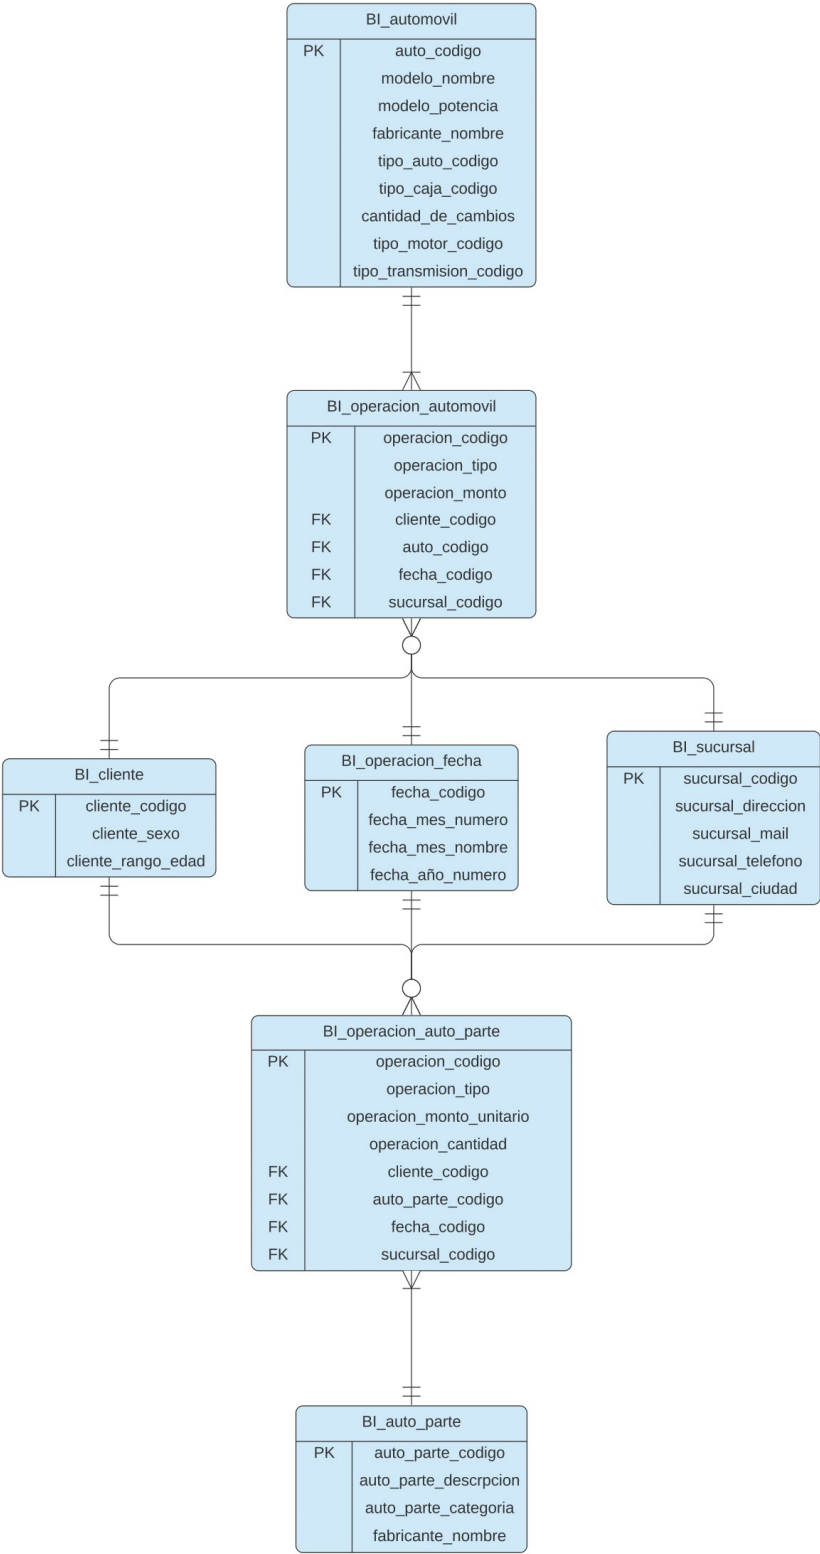 BI_automovil
PK auto_codigo
modelo_nombre
modelo_potencia
fabricante_nombre
tipo_auto_codigo
tipo_caja_codigo
cantidad_de_cambios
tipo_motor_codigo
tipo_transmision_codigo
BI_operacion_automovil
PK operacion_codigo
operacion_tipo
operacion_monto
FK cliente_codigo
FK auto_codigo
FK fecha_codigo
FK sucursal_codigo
BI_cliente
PK cliente_codigo
cliente_sexo
cliente_rango_edad
BI_operacion_fecha
PK fecha_codigo
fecha_mes_numero
fecha_mes_nombre
fecha_año_numero
BI_sucursal
PK sucursal_codigo
sucursal_direccion
sucursal_mail
sucursal_telefono
sucursal_ciudad
BI_operacion_auto_parte
PK operacion_codigo
operacion_tipo
operacion_monto_unitario
operacion_cantidad
FK cliente_codigo
FK auto_parte_codigo
FK fecha_codigo
FK sucursal_codigo
BI_auto_parte
PK auto_parte_codigo
auto_parte_descrpcion
auto_parte_categoria
fabricante_nombre